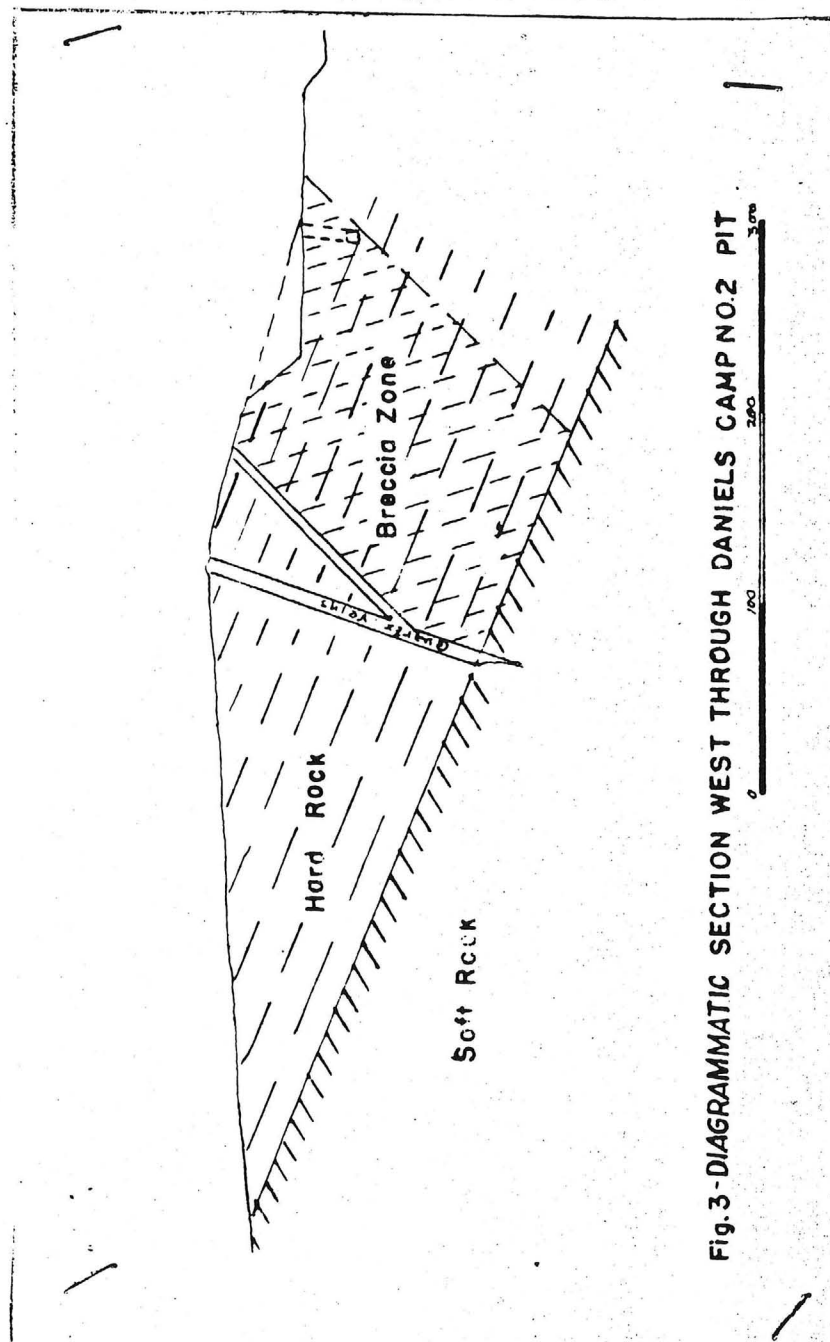 Hard Rock
Quartz Veins
Breccia Zone
Soft Rock
Fig.3-DIAGRAMMATIC SECTION WEST THROUGH DANIELS CAMP NO.2 PIT
0 100 200 300